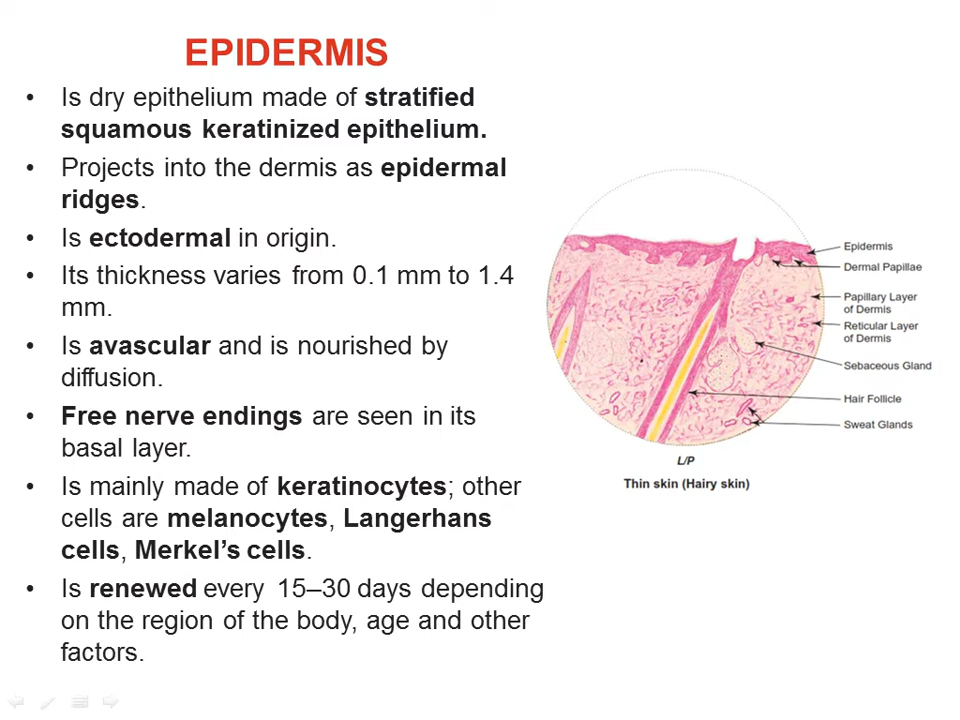 EPIDERMIS
• Is dry epithelium made of stratified
squamous keratinized epithelium.
• Projects into the dermis as epidermal
ridges.
• Is ectodermal in origin.
• Its thickness varies from 0.1 mm to 1.4
mm.
• Is avascular and is nourished by
diffusion.
• Free nerve endings are seen in its
basal layer.
• Is mainly made of keratinocytes; other
cells are melanocytes, Langerhans
cells, Merkel’s cells.
• Is renewed every 15–30 days depending
on the region of the body, age and other
factors.
Epidermis
Dermal Papillae
Papillary Layer
of Dermis
Reticular Layer
of Dermis
Sebaceous Gland
Hair Follicle
Sweat Glands
L/P
Thin skin (Hairy skin)